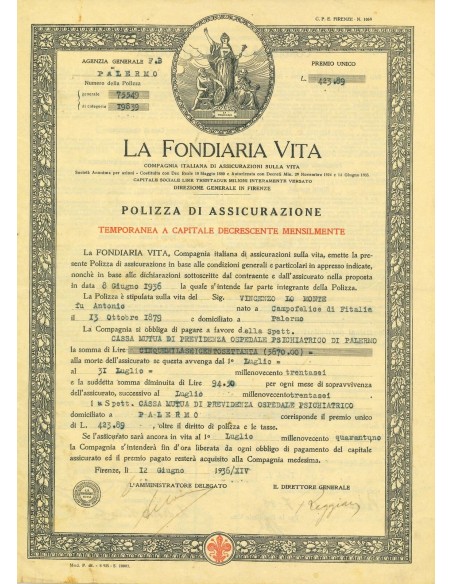 C. P. E. FIRENZE - N. 1669
AGENZIA GENERALE F.B
di
PALERMO
Numero della Polizza
generale 75549
di categoria 19839
PREMIO UNICO
L. 423.89
LA FONDIARIA VITA
COMPAGNIA ITALIANA DI ASSICURAZIONI SULLA VITA
CAPITALE SOCIALE LIRE TRENTADUE MILIONI INTERAMENTE VERSATO
DIREZIONE GENERALE IN FIRENZE
POLIZZA DI ASSICURAZIONE
TEMPORANEA A CAPITALE DECRESCENTE MENSILMENTE
La FONDIARIA VITA, Compagnia italiana di assicurazioni sulla vita, emette la pre-
sente Polizza di assicurazione in base alle condizioni generali e particolari in appresso indicate,
nonchè in base alle dichiarazioni sottoscritte dal contraente e dall'assicurato nella proposta
in data 8 Giugno 1936 la quale s'intende far parte integrante della Polizza.
La Polizza è stipulata sulla vita del Sig. VINCENZO LO MONTE
fu Antonio nato a Campofelice di Fitalia
il 13 Ottobre 1879 e domiciliato a Palermo
La Compagnia si obbliga di pagare a favore della Spett.
CASSA MUTUA DI PREVIDENZA OSPEDALE PSICHIATRICO DI PALERMO
la somma di Lire CINQUEMILASEICENTOSETTANTA (5670.00) =
alla morte dell'assicurato se questa avvenga dal 1º Luglio= al
31 Luglio= millenovecento trentasei
e la suddetta somma diminuita di Lire 94.50 per ogni mese di sopravvivenza
dell'assicurato, successivo al Luglio millenovecentotrentasei.
la Spett. CASSA MUTUA DI PREVIDENZA OSPEDALE PSICHIATRICO
domiciliato a PALERMO corrisponde il premio unico
di L. 423.89 , oltre il diritto di polizza e le tasse.
Se l'assicurato sarà ancora in vita al 1º Luglio millenovecento quarantuno
la Compagnia s'intenderà fin d'ora liberata da ogni obbligo di pagamento del capitale
assicurato ed il premio pagato resterà acquisito alla Compagnia medesima.
Firenze, li 12 Giugno 1936/XIV
L'AMMINISTRATORE DELEGATO
IL DIRETTORE GENERALE